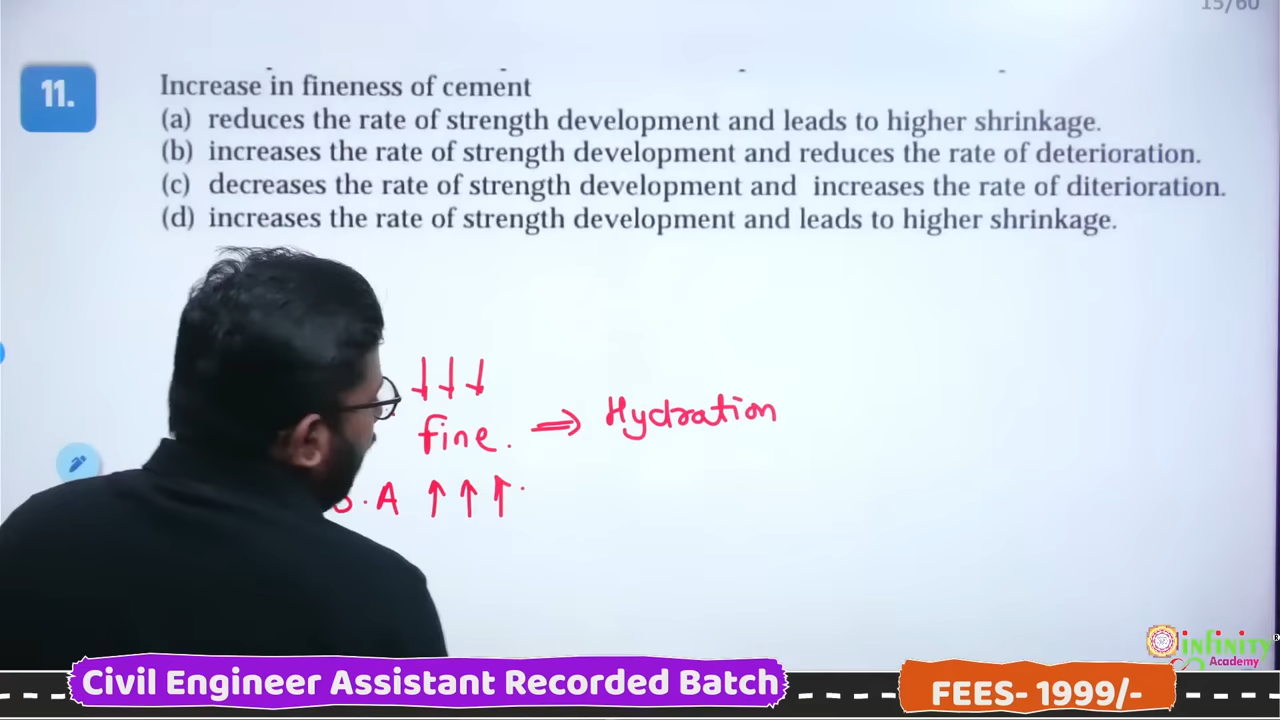 15/60
11.
Increase in fineness of cement
(a) reduces the rate of strength development and leads to higher shrinkage.
(b) increases the rate of strength development and reduces the rate of deterioration.
(c) decreases the rate of strength development and increases the rate of diterioration.
(d) increases the rate of strength development and leads to higher shrinkage.
↓↓↓
fine. ⇒ Hydration
S.A ↑↑↑
infinity
Academy
Civil Engineer Assistant Recorded Batch
FEES- 1999/-